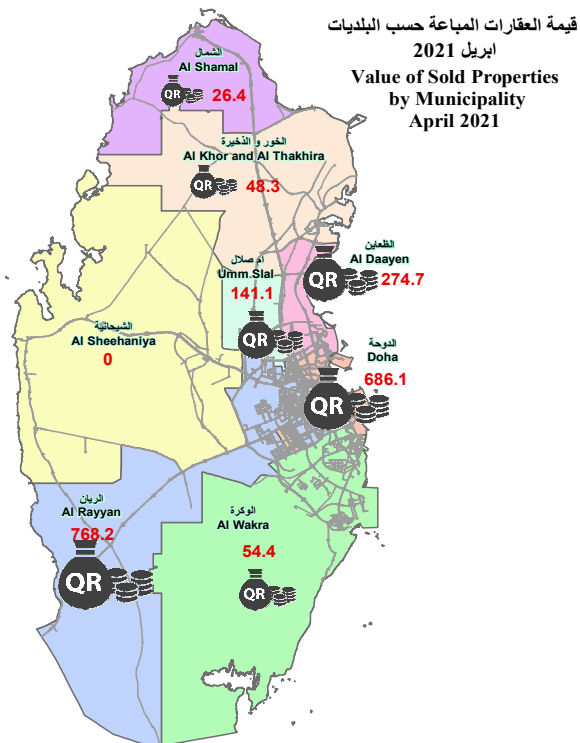 قيمة العقارات المباعة حسب البلديات
ابريل 2021
Value of Sold Properties
by Municipality
April 2021
الشمال
Al Shamal
QR
26.4
الخور و الذخيرة
Al Khor and Al Thakhira
QR
48.3
الظعاين
Al Daayen
QR
274.7
ام صلال
Umm Slal
141.1
QR
الشيحانية
Al Sheehaniya
0
الدوحة
Doha
686.1
QR
الريان
Al Rayyan
768.2
QR
الوكرة
Al Wakra
54.4
QR